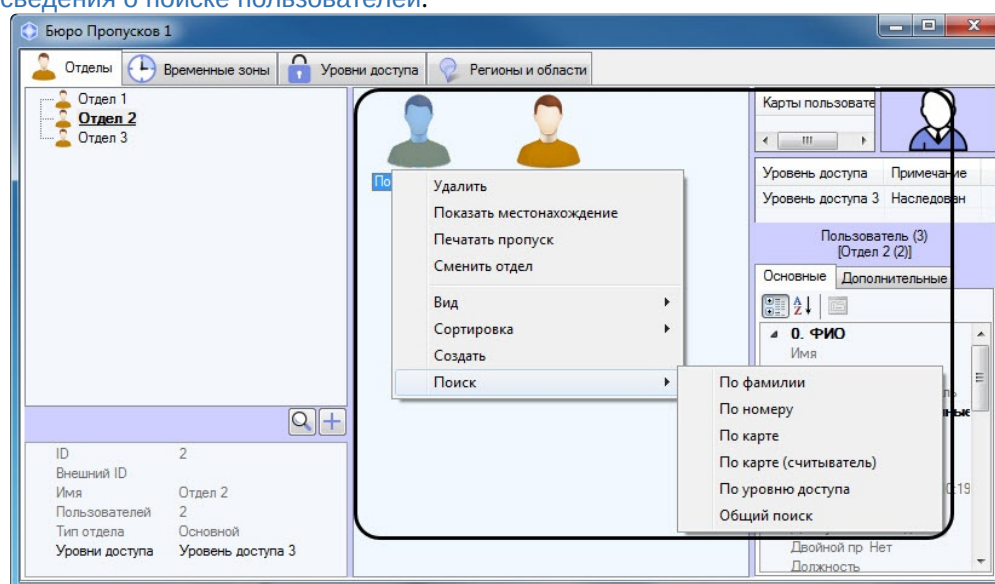 сведения о поиске пользователей.
Бюро Пропусков 1
Отделы
Временные зоны
Уровни доступа
Регионы и области
Отдел 1
Отдел 2
Отдел 3
ID 2
Внешний ID
Имя Отдел 2
Пользователей 2
Тип отдела Основной
Уровни доступа Уровень доступа 3
По
Удалить
Показать местонахождение
Печатать пропуск
Сменить отдел
Вид
Сортировка
Создать
Поиск
По фамилии
По номеру
По карте
По карте (считыватель)
По уровню доступа
Общий поиск
Карты пользовате
Уровень доступа Примечание
Уровень доступа 3 Наследован
Пользователь (3)
[Отдел 2 (2)]
Основные Дополнительные
0. ФИО
Имя
Двойной пр Нет
Должность